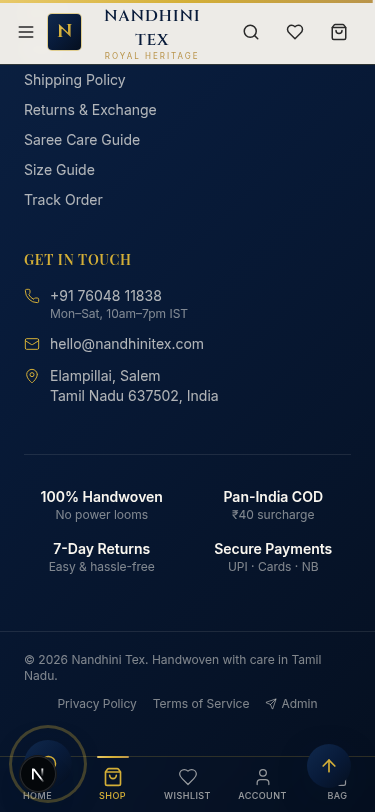 N
NANDHINI
TEX
ROYAL HERITAGE
Shipping Policy
Returns & Exchange
Saree Care Guide
Size Guide
Track Order
GET IN TOUCH
+91 76048 11838
Mon–Sat, 10am–7pm IST
hello@nandhinitex.com
Elampillai, Salem
Tamil Nadu 637502, India
100% Handwoven
No power looms
Pan-India COD
₹40 surcharge
7-Day Returns
Easy & hassle-free
Secure Payments
UPI · Cards · NB
© 2026 Nandhini Tex. Handwoven with care in Tamil
Nadu.
Privacy Policy Terms of Service Admin
N
HOME SHOP WISHLIST ACCOUNT BAG